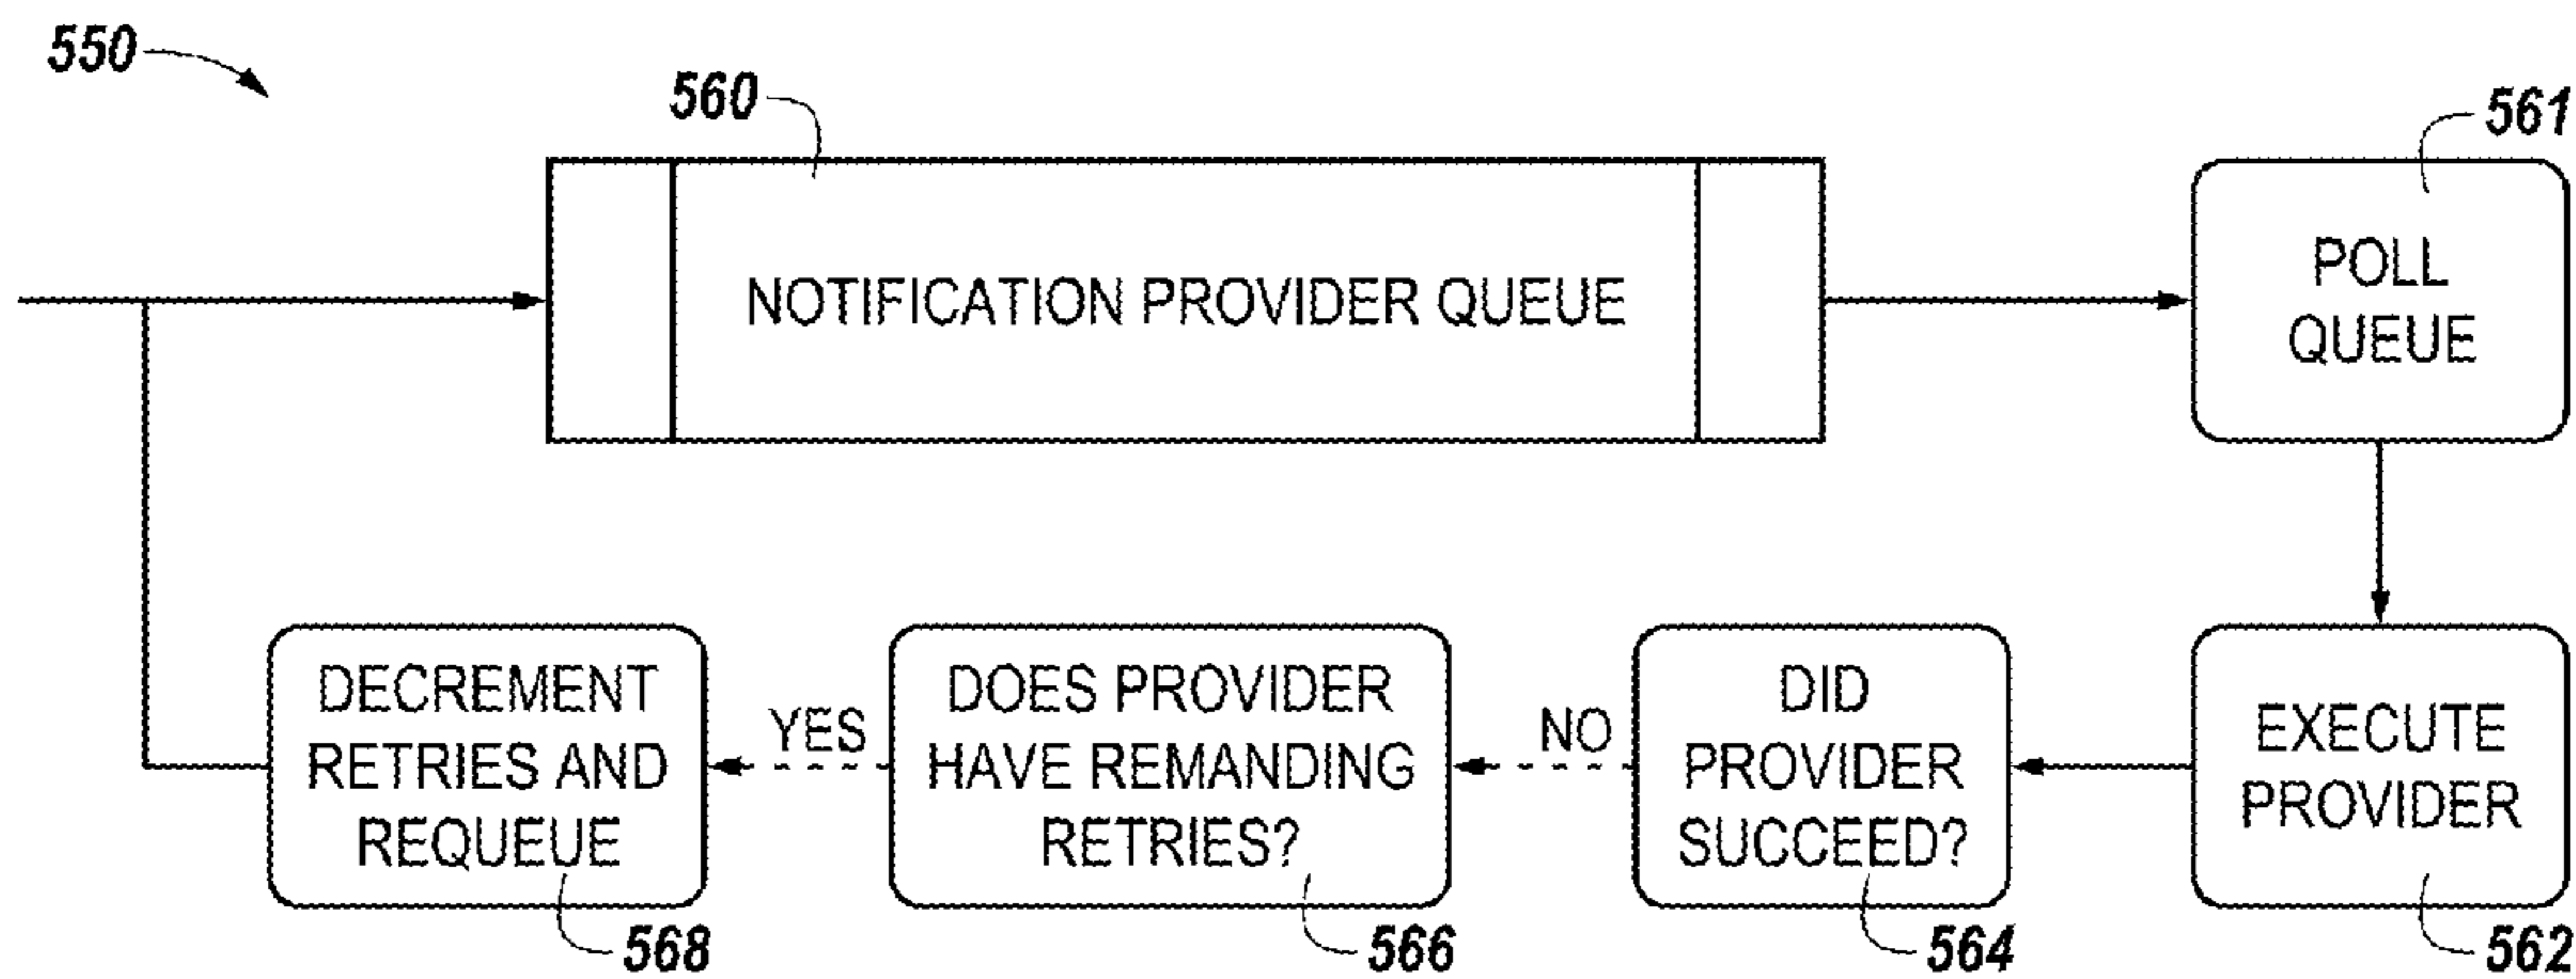 550
560
561
NOTIFICATION PROVIDER QUEUE
POLL
QUEUE
DECREMENT
RETRIES AND
REQUEUE
568
YES
DOES PROVIDER
HAVE REMANDING
RETRIES?
566
NO
DID
PROVIDER
SUCCEED?
564
EXECUTE
PROVIDER
562